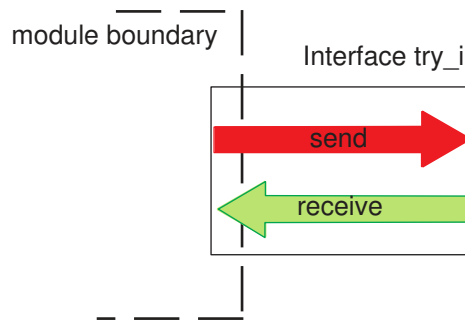 module boundary
Interface try_i
send
receive